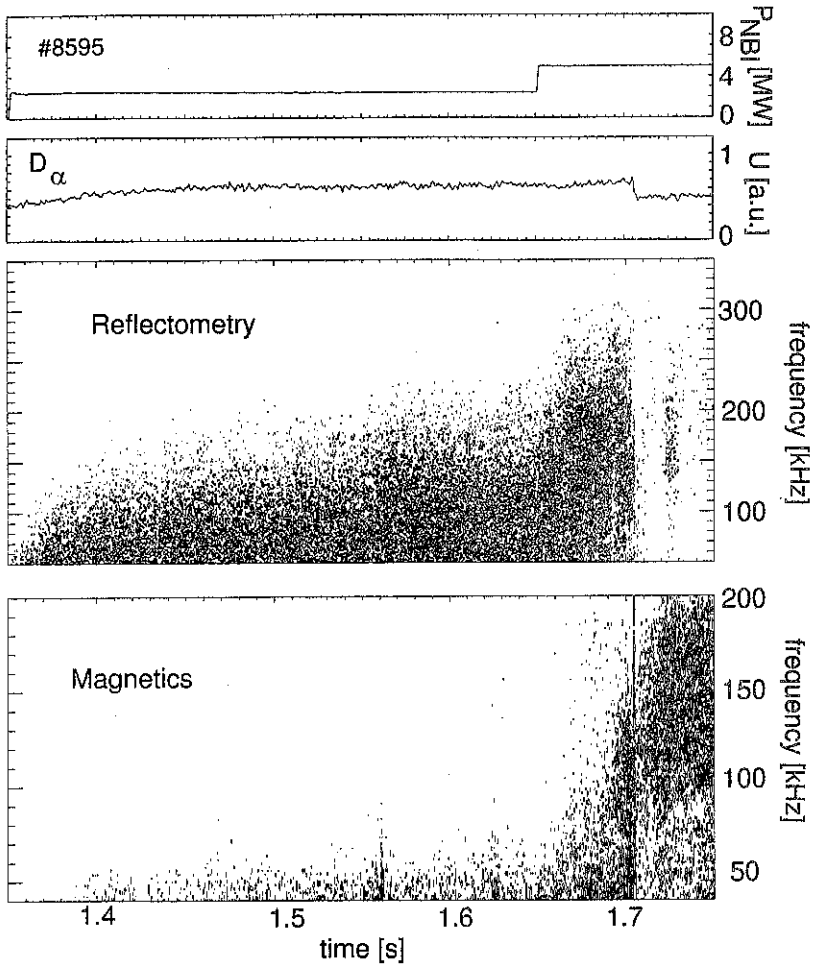 #8595
8
4
0
P_NBI [MW]
D_α
1
0
U [a.u.]
Reflectometry
300
200
100
frequency [kHz]
Magnetics
200
150
100
50
frequency [kHz]
1.4 1.5 1.6 1.7
time [s]